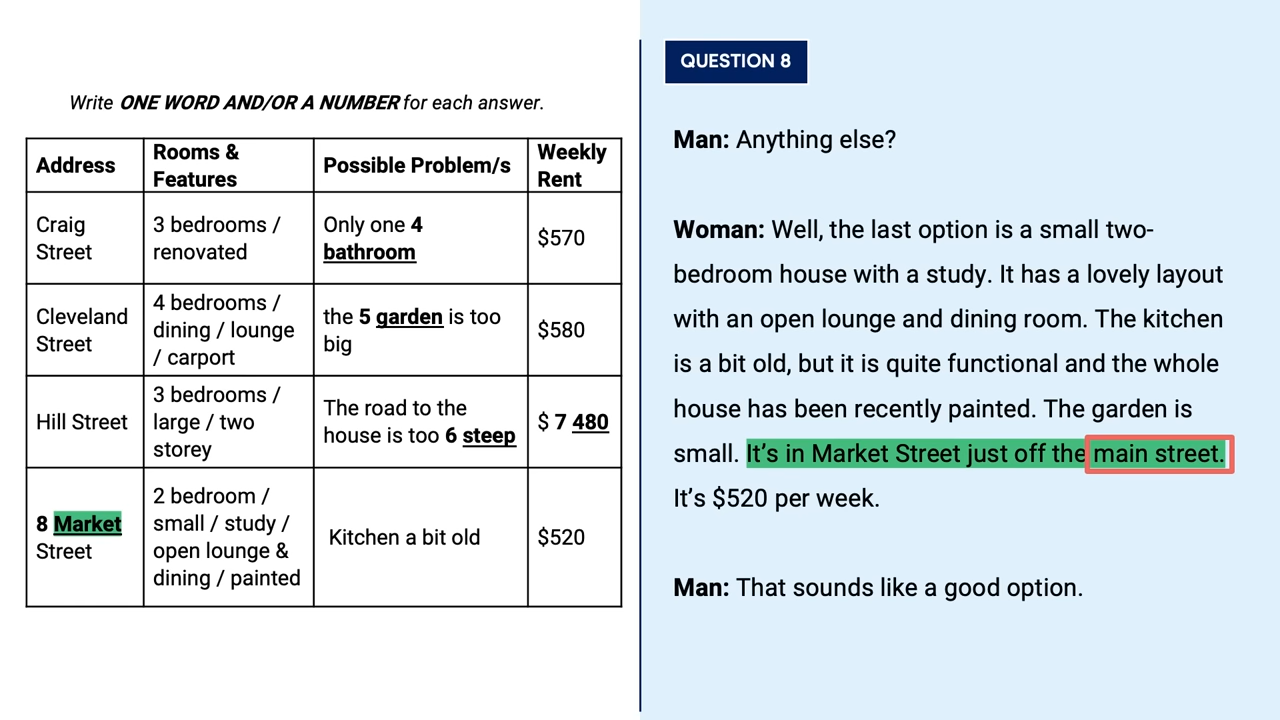 Write ONE WORD AND/OR A NUMBER for each answer.
Address
Rooms &
Features
Possible Problem/s
Weekly
Rent
Craig
Street
3 bedrooms /
renovated
Only one 4
bathroom
$570
Cleveland
Street
4 bedrooms /
dining / lounge
/ carport
the 5 garden is too
big
$580
Hill Street
3 bedrooms /
large / two
storey
The road to the
house is too 6 steep
$ 7 480
8 Market
Street
2 bedroom /
small / study /
open lounge &
dining / painted
Kitchen a bit old
$520
QUESTION 8
Man: Anything else?
Woman: Well, the last option is a small two-
bedroom house with a study. It has a lovely layout
with an open lounge and dining room. The kitchen
is a bit old, but it is quite functional and the whole
house has been recently painted. The garden is
small. It’s in Market Street just off the main street.
It’s $520 per week.
Man: That sounds like a good option.